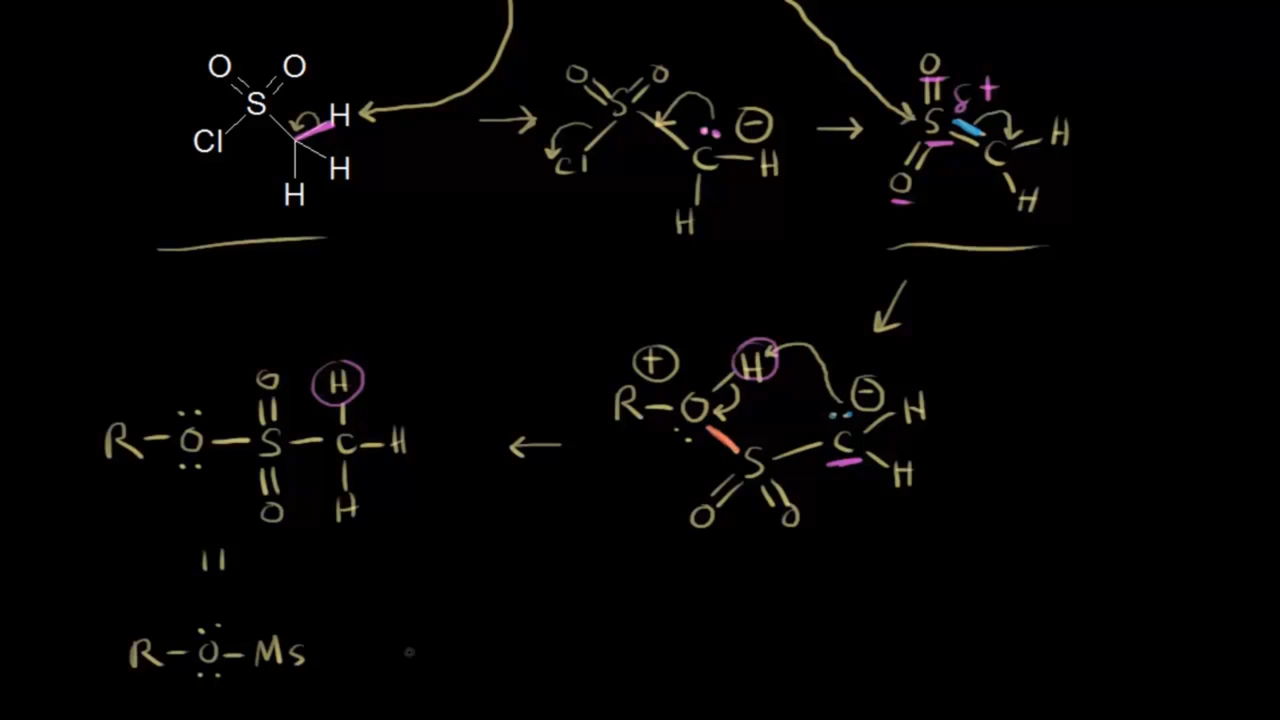 O O O O O
S H S δ+
Cl Cl C ⊖ H S C H
H H H O H
R O ⊕ H ⊖ H
O H
R-O-S-C-H S C H
O H O O
||
R-O-Ms